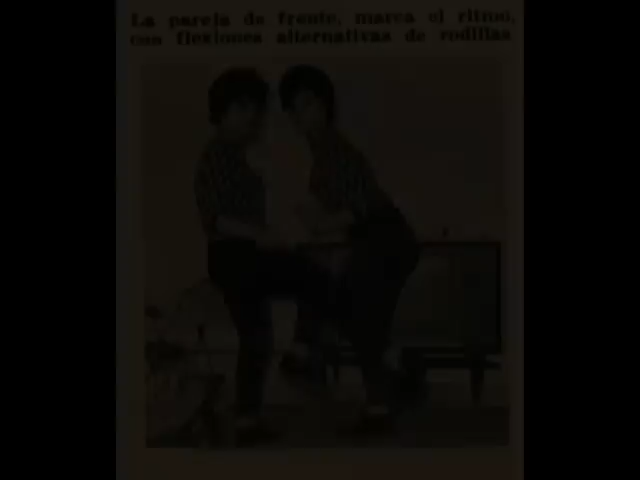 La pareja de frente, marca el ritmo,
con flexiones alternativas de rodillas